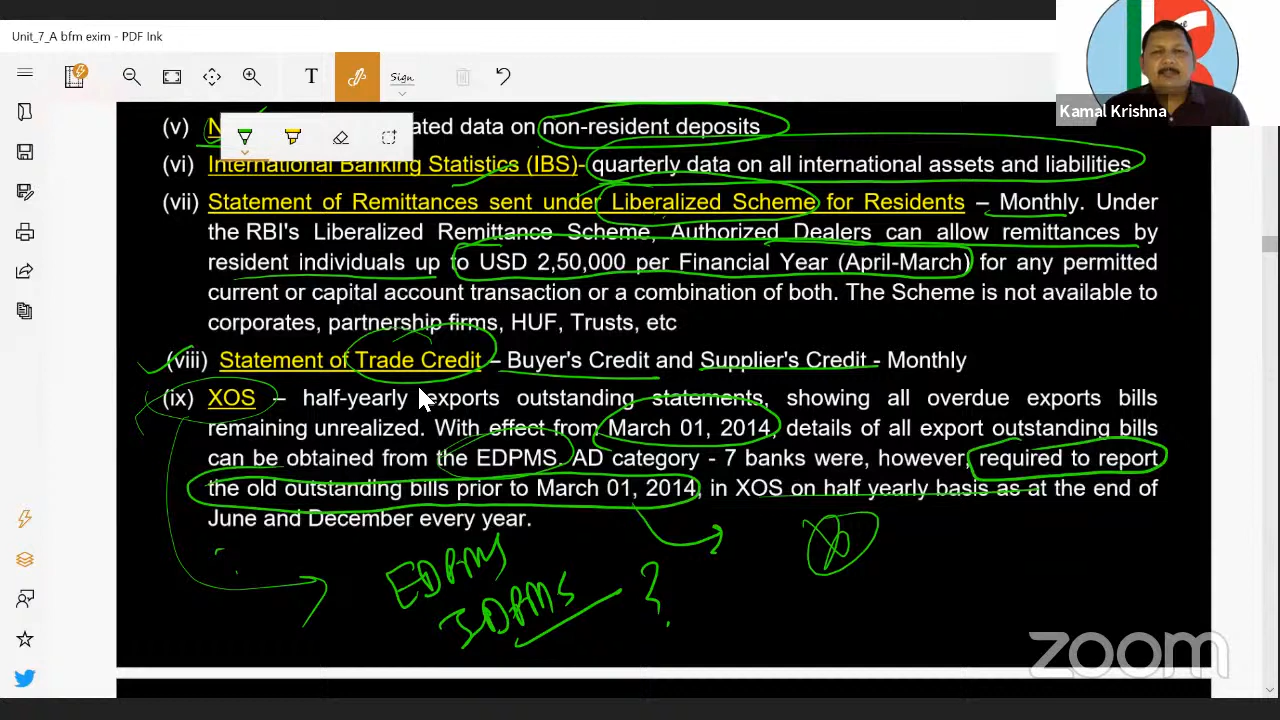 Unit_7_A bfm exim - PDF Ink
T
Sign
Kamal Krishna
(v) N ated data on non-resident deposits
(vi) International Banking Statistics (IBS)- quarterly data on all international assets and liabilities
(vii) Statement of Remittances sent under Liberalized Scheme for Residents – Monthly. Under
the RBI's Liberalized Remittance Scheme, Authorized Dealers can allow remittances by
resident individuals up to USD 2,50,000 per Financial Year (April-March) for any permitted
current or capital account transaction or a combination of both. The Scheme is not available to
corporates, partnership firms, HUF, Trusts, etc
(viii) Statement of Trade Credit – Buyer's Credit and Supplier's Credit - Monthly
(ix) XOS – half-yearly exports outstanding statements, showing all overdue exports bills
remaining unrealized. With effect from March 01, 2014, details of all export outstanding bills
can be obtained from the EDPMS. AD category - 7 banks were, however, required to report
the old outstanding bills prior to March 01, 2014, in XOS on half yearly basis as at the end of
June and December every year.
EDPMS
IDPMS ?
zoom